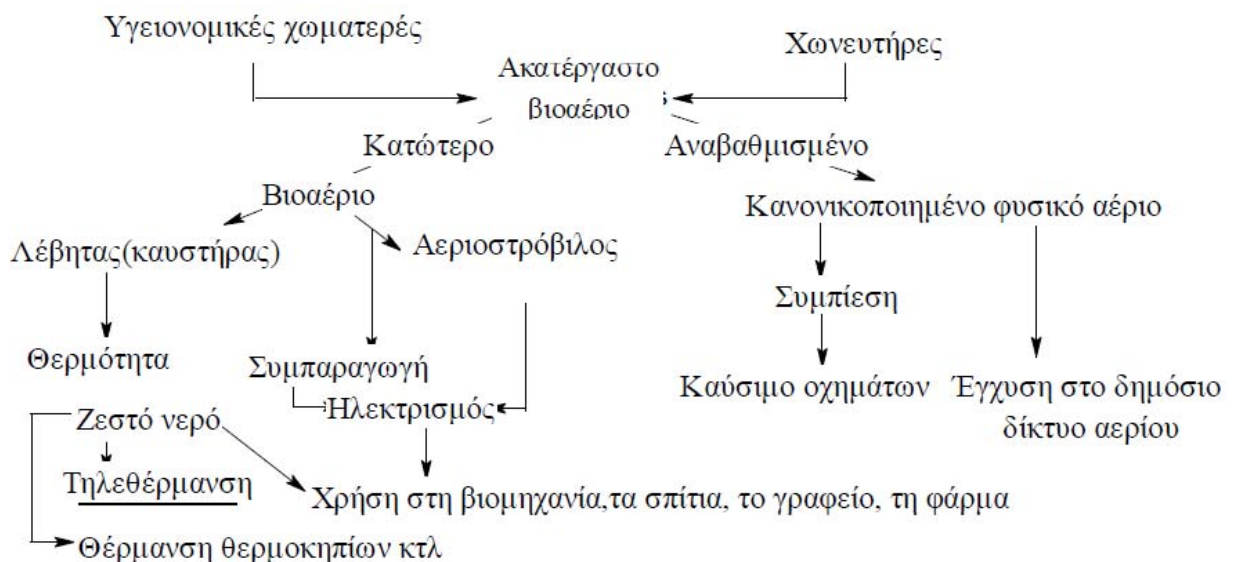 Υγειονομικές χωματερές
Χωνευτήρες
Ακατέργαστο
βιοαέριο
Κατώτερο
Αναβαθμισμένο
Βιοαέριο
Κανονικοποιημένο φυσικό αέριο
Λέβητας(καυστήρας)
Αεριοστρόβιλος
Συμπίεση
Θερμότητα
Συμπαραγωγή
Καύσιμο οχημάτων
Έγχυση στο δημόσιο
δίκτυο αερίου
Ηλεκτρισμός
Ζεστό νερό
Τηλεθέρμανση
Χρήση στη βιομηχανία,τα σπίτια, το γραφείο, τη φάρμα
Θέρμανση θερμοκηπίων κτλ